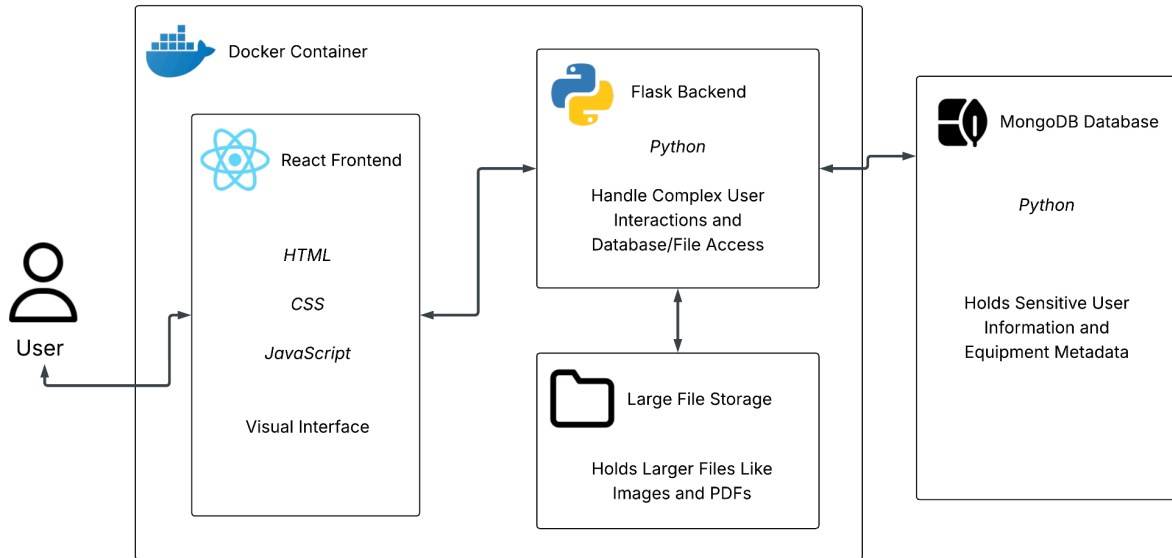 Docker Container
React Frontend
HTML
CSS
JavaScript
Visual Interface
User
Flask Backend
Python
Handle Complex User
Interactions and
Database/File Access
Large File Storage
Holds Larger Files Like
Images and PDFs
MongoDB Database
Python
Holds Sensitive User
Information and
Equipment Metadata